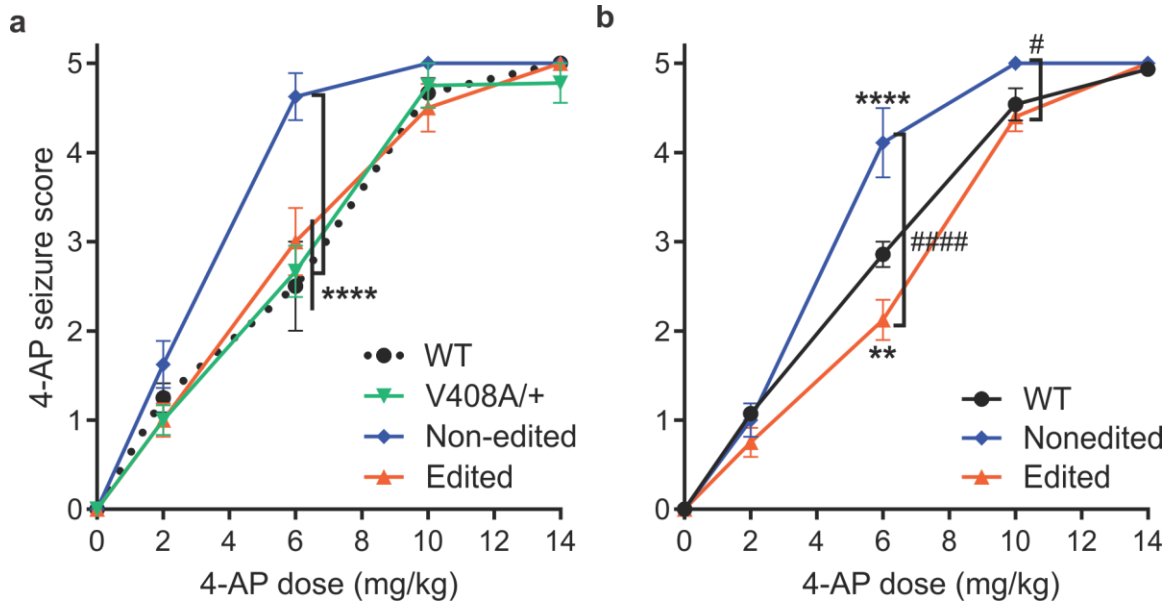 a
4-AP seizure score
5
4
3
2
1
0
0 2 4 6 8 10 12 14
4-AP dose (mg/kg)
****
WT
V408A/+
Non-edited
Edited
b
5
4
3
2
1
0
0 2 4 6 8 10 12 14
4-AP dose (mg/kg)
****
#
####
**
WT
Nonedited
Edited